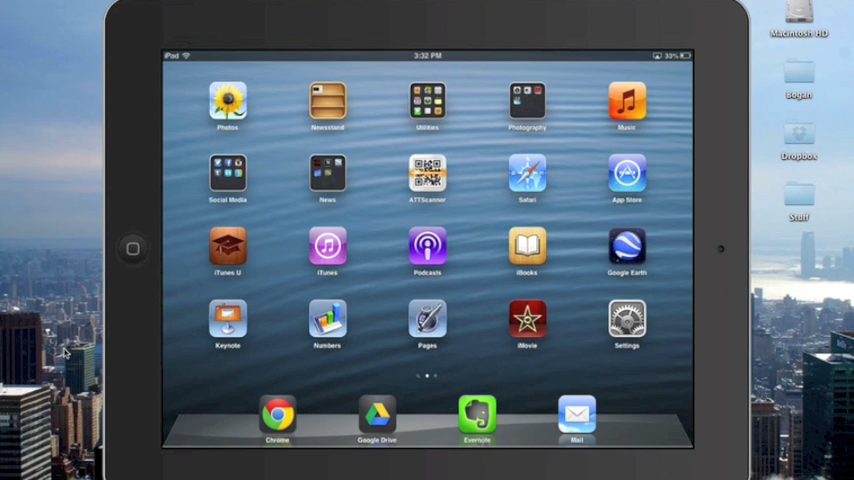 Macintosh HD
iPad
3:32 PM
33%
Bogan
Photos
Newsstand
Utilities
Photography
Music
Dropbox
Social Media
News
ATTScanner
Safari
App Store
Stuff
iTunes U
iTunes
Podcasts
iBooks
Google Earth
Keynote
Numbers
Pages
iMovie
Settings
Chrome
Google Drive
Evernote
Mail